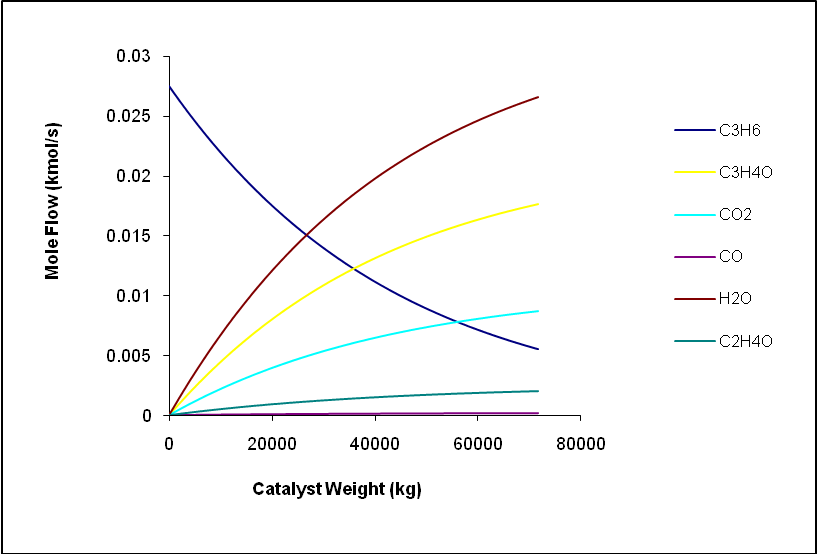 0.03
0.025
0.02
0.015
0.01
0.005
0
Mole Flow (kmol/s)
0 20000 40000 60000 80000
Catalyst Weight (kg)
C3H6
C3H4O
CO2
CO
H2O
C2H4O